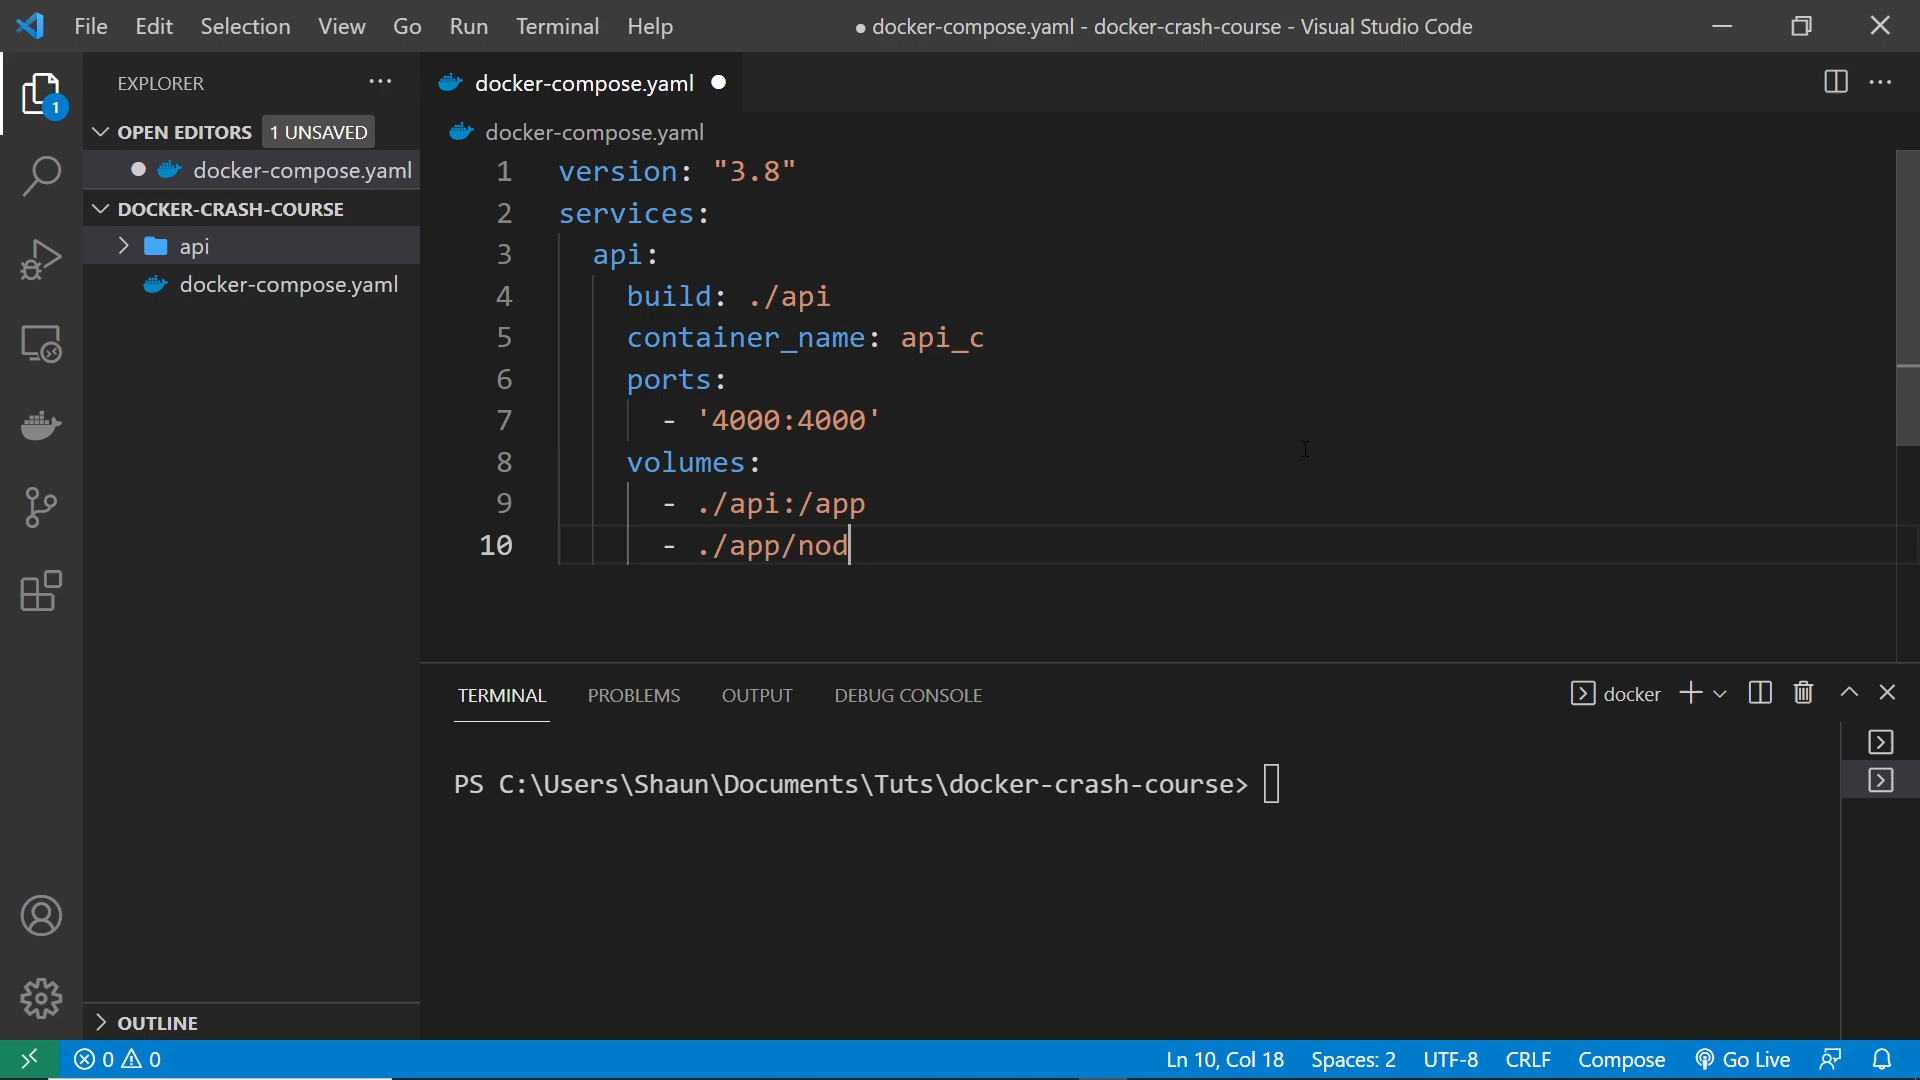 File Edit Selection View Go Run Terminal Help
● docker-compose.yaml - docker-crash-course - Visual Studio Code
EXPLORER
OPEN EDITORS 1 UNSAVED
docker-compose.yaml
DOCKER-CRASH-COURSE
api
docker-compose.yaml
OUTLINE
1
docker-compose.yaml
docker-compose.yaml
1 version: "3.8"
2 services:
3 api:
4 build: ./api
5 container_name: api_c
6 ports:
7 - '4000:4000'
8 volumes:
9 - ./api:/app
10 - ./app/nod
TERMINAL PROBLEMS OUTPUT DEBUG CONSOLE
docker
PS C:\Users\Shaun\Documents\Tuts\docker-crash-course>
0 0 Ln 10, Col 18 Spaces: 2 UTF-8 CRLF Compose Go Live